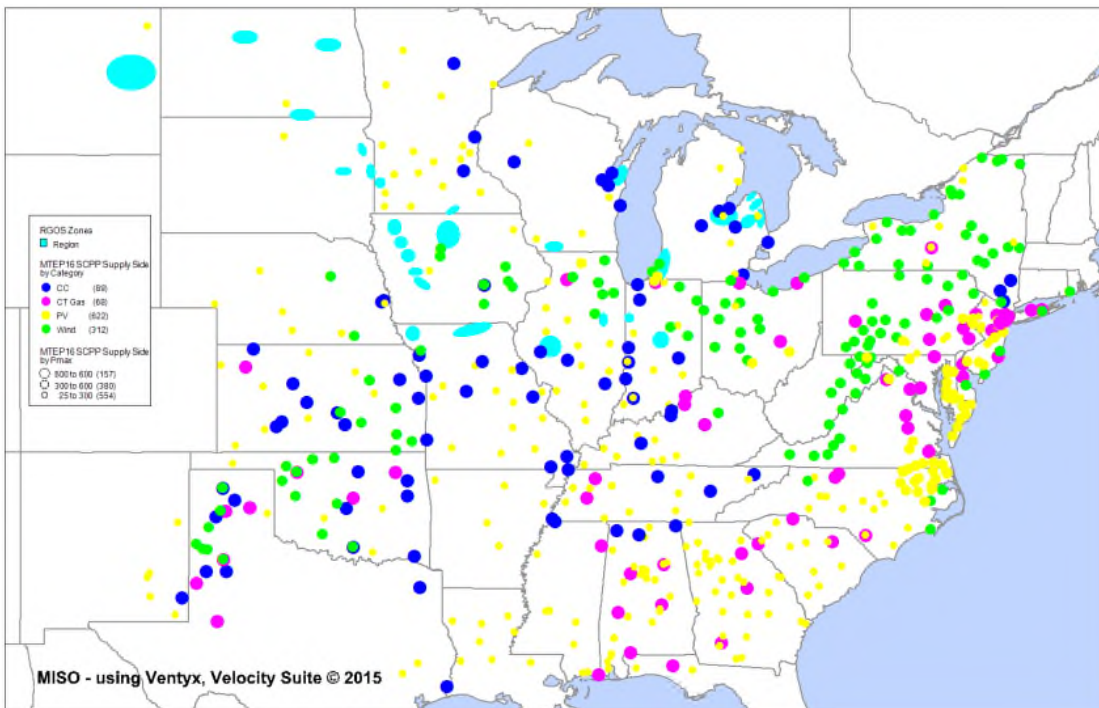 RGOS Zones
Region
MTEP16 SCPP Supply Side
by Category
CC (89)
CT Gas (68)
PV (622)
Wind (312)
MTEP16 SCPP Supply Side
by Pmax
600 to 600 (157)
300 to 600 (380)
25 to 300 (554)
MISO - using Ventyx, Velocity Suite © 2015